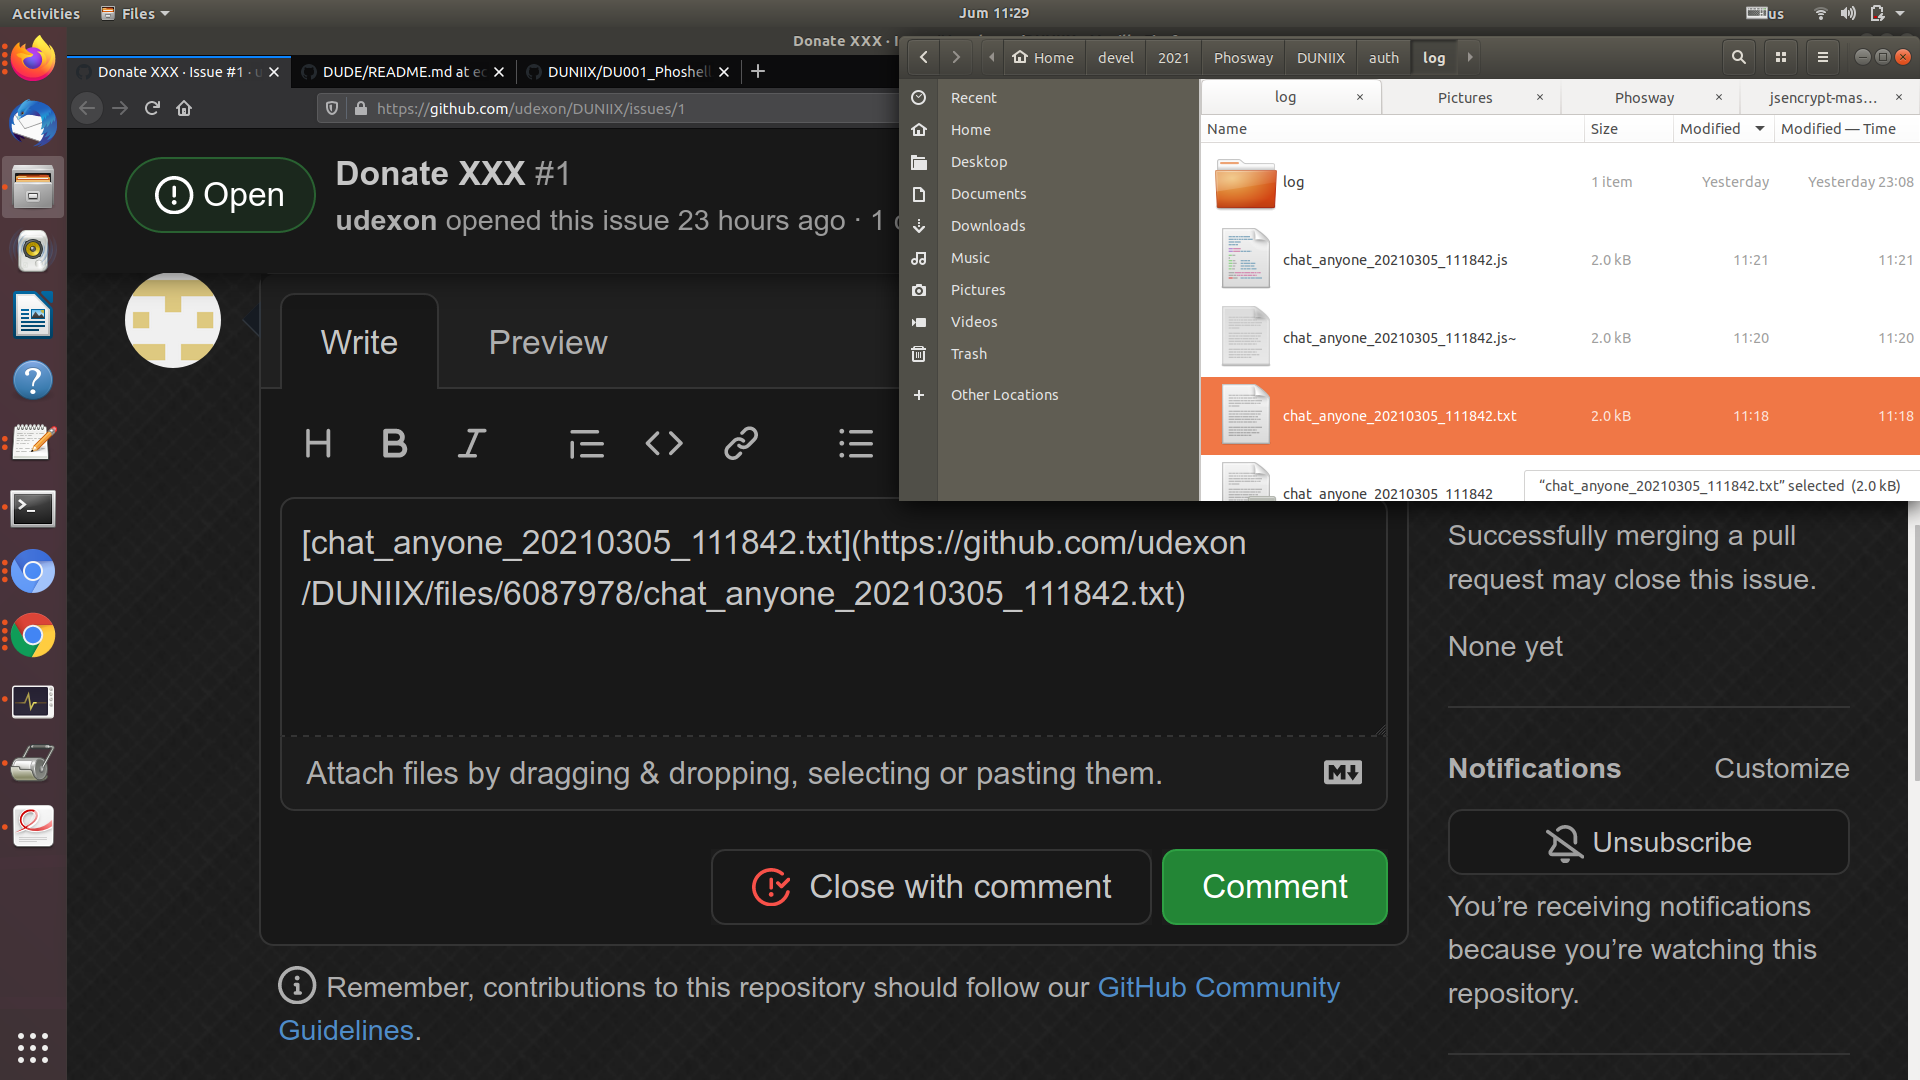 Activities
Files
Jum 11:29
us
Donate XXX · I
Donate XXX · Issue #1 · u
DUDE/README.md at ec
DUNIIX/DU001_Phoshell
https://github.com/udexon/DUNIIX/issues/1
Home
devel
2021
Phosway
DUNIIX
auth
log
Recent
Home
Desktop
Documents
Downloads
Music
Pictures
Videos
Trash
Other Locations
log
Pictures
Phosway
jsencrypt-mas…
Name
Size
Modified
Modified — Time
log
1 item
Yesterday
Yesterday 23:08
chat_anyone_20210305_111842.js
2.0 kB
11:21
11:21
chat_anyone_20210305_111842.js~
2.0 kB
11:20
11:20
chat_anyone_20210305_111842.txt
2.0 kB
11:18
11:18
chat_anyone_20210305_111842
“chat_anyone_20210305_111842.txt” selected (2.0 kB)
Open
Donate XXX #1
udexon opened this issue 23 hours ago · 1 c
Write
Preview
[chat_anyone_20210305_111842.txt](https://github.com/udexon
/DUNIIX/files/6087978/chat_anyone_20210305_111842.txt)
Attach files by dragging & dropping, selecting or pasting them.
Close with comment
Comment
Remember, contributions to this repository should follow our GitHub Community
Guidelines.
Successfully merging a pull
request may close this issue.
None yet
Notifications
Customize
Unsubscribe
You’re receiving notifications
because you’re watching this
repository.